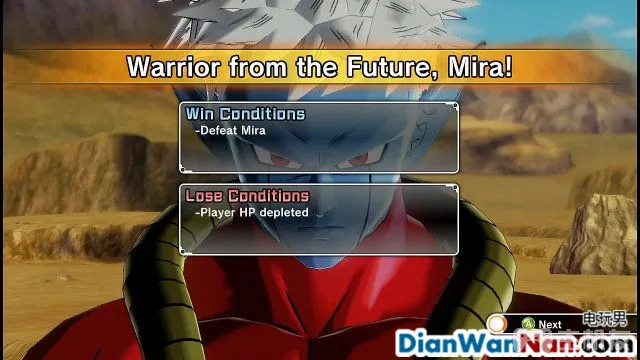 Warrior from the Future, Mira!
Win Conditions
-Defeat Mira
Lose Conditions
-Player HP depleted
A Next
电玩男
DianWanNan.com